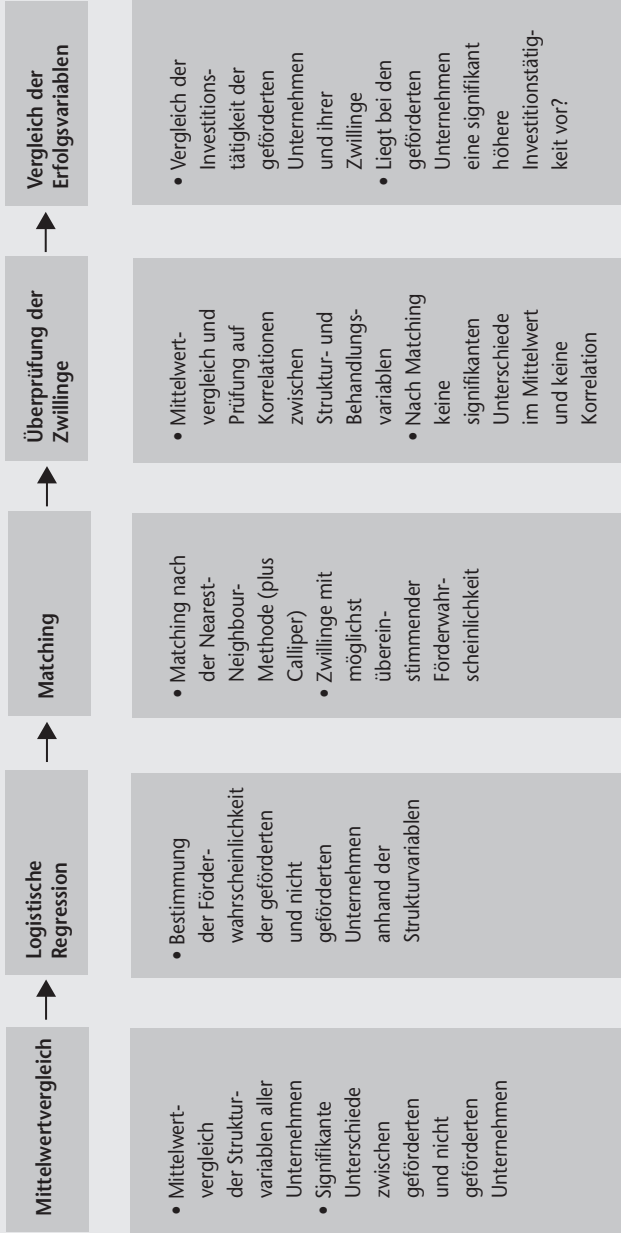 Mittelwertvergleich
• Mittelwert-
vergleich
der Struktur-
variablen aller
Unternehmen
• Signifikante
Unterschiede
zwischen
geförderten
und nicht
geförderten
Unternehmen
Logistische
Regression
• Bestimmung
der Förder-
wahrscheinlichkeit
der geförderten
und nicht
geförderten
Unternehmen
anhand der
Strukturvariablen
Matching
• Matching nach
der Nearest-
Neighbour-
Methode (plus
Calliper)
• Zwillinge mit
möglichst
überein-
stimmender
Förderwahr-
scheinlichkeit
Überprüfung der
Zwillinge
• Mittelwert-
vergleich und
Prüfung auf
Korrelationen
zwischen
Struktur- und
Behandlungs-
variablen
• Nach Matching
keine
signifikanten
Unterschiede
im Mittelwert
und keine
Korrelation
Vergleich der
Erfolgsvariablen
• Vergleich der
Investitions-
tätigkeit der
geförderten
Unternehmen
und ihrer
Zwillinge
• Liegt bei den
geförderten
Unternehmen
eine signifikant
höhere
Investitionstätig-
keit vor?